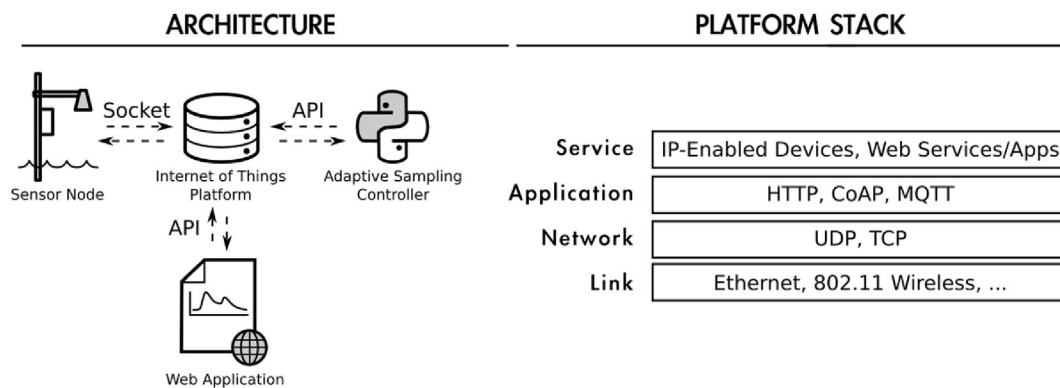 ARCHITECTURE
Socket
API
Sensor Node
Internet of Things
Platform
Adaptive Sampling
Controller
API
Web Application
PLATFORM STACK
Service IP-Enabled Devices, Web Services/Apps
Application HTTP, CoAP, MQTT
Network UDP, TCP
Link Ethernet, 802.11 Wireless, ...